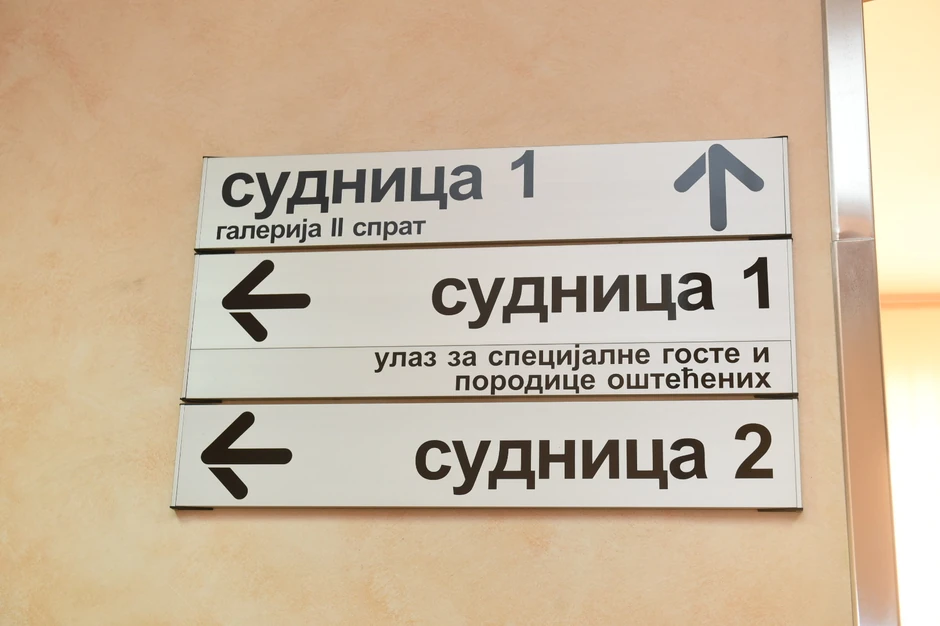 судница 1
галерија II спрат
судница 1
улаз за специјалне госте и
породице оштећених
судница 2